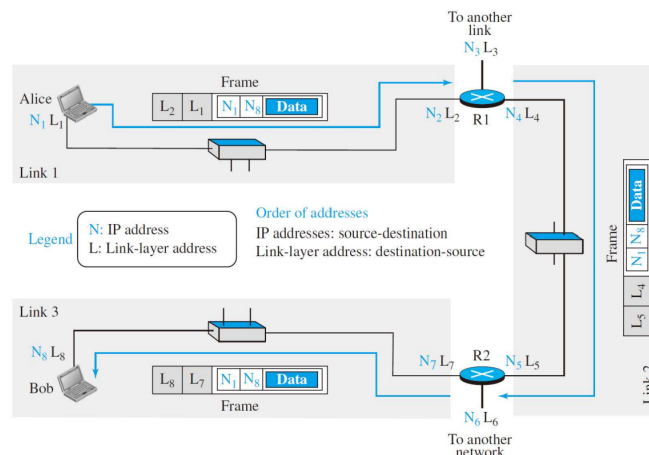 To another
link
N3 L3
Frame
Alice
L2 L1 N1 N8 Data
N1 L1
N2 L2
R1
N4 L4
Link 1
Legend
N: IP address
L: Link-layer address
Order of addresses
IP addresses: source-destination
Link-layer address: destination-source
Frame
L5 L4 N1 N8 Data
Link 3
N8 L8
Bob
L8 L7 N1 N8 Data
Frame
N7 L7
R2
N5 L5
N6 L6
To another
network
Link 2